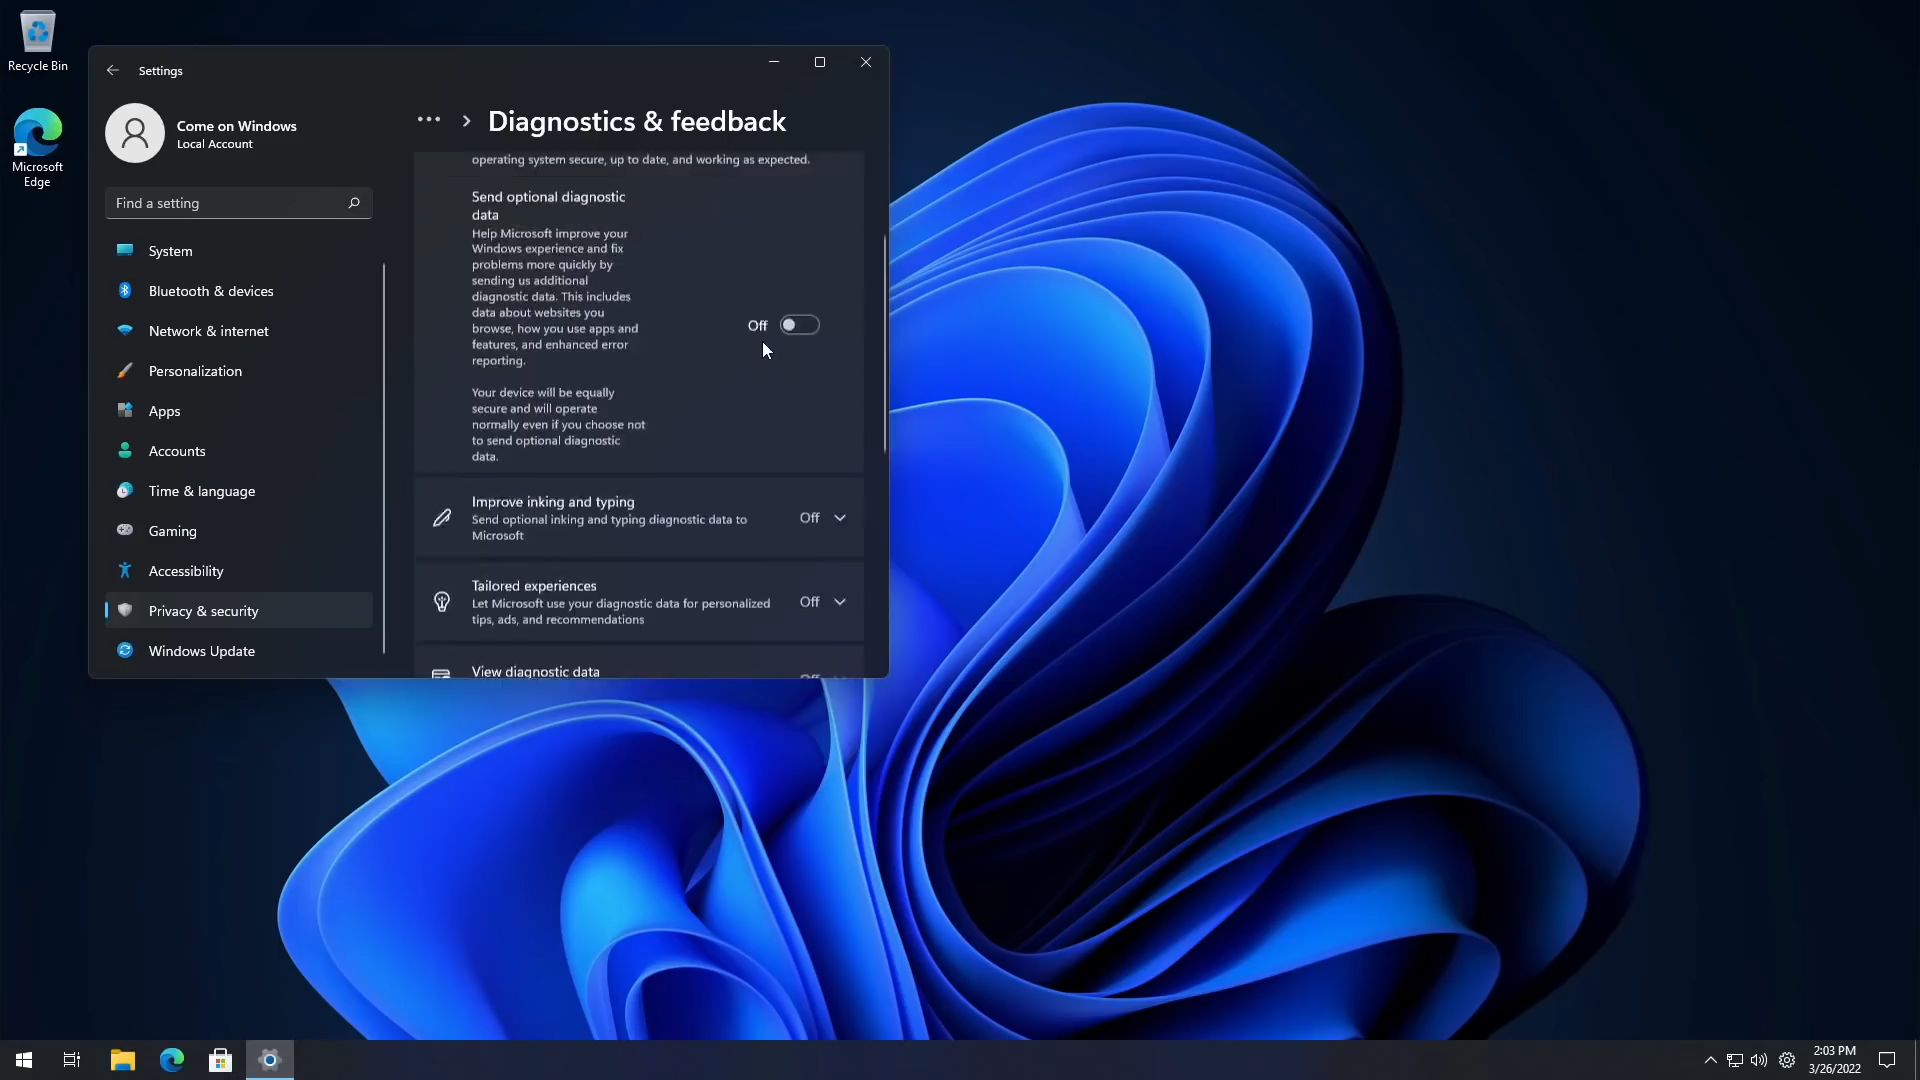 Recycle Bin
Microsoft
Edge
Settings
Come on Windows
Local Account
Find a setting
System
Bluetooth & devices
Network & internet
Personalization
Apps
Accounts
Time & language
Gaming
Accessibility
Privacy & security
Windows Update
Diagnostics & feedback
operating system secure, up to date, and working as expected.
Send optional diagnostic
data
Help Microsoft improve your
Windows experience and fix
problems more quickly by
sending us additional
diagnostic data. This includes
data about websites you
browse, how you use apps and
features, and enhanced error
reporting.
Off
Your device will be equally
secure and will operate
normally even if you choose not
to send optional diagnostic
data.
Improve inking and typing
Send optional inking and typing diagnostic data to
Microsoft
Off
Tailored experiences
Let Microsoft use your diagnostic data for personalized
tips, ads, and recommendations
Off
View diagnostic data
2:03 PM
3/26/2022